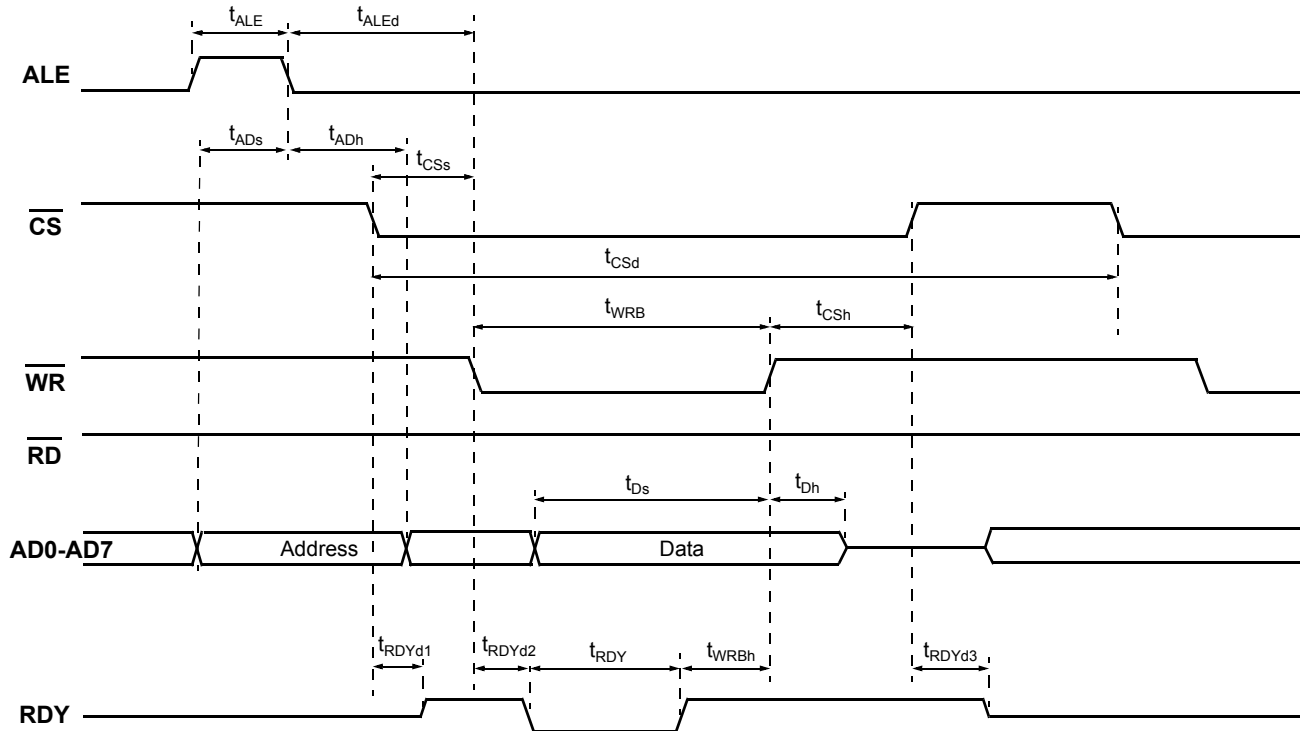 tALE tALEd
ALE
tADs tADh
tCSs
CS
tCSd
tWRB tCSh
WR
RD
tDs tDh
AD0-AD7 Address Data
tRDYd1 tRDYd2 tRDY tWRBh tRDYd3
RDY